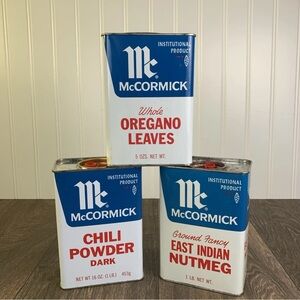 INSTITUTIONAL
PRODUCT
Mc
McCORMICK
Whole
OREGANO
LEAVES
5 OZS. NET WT.
INSTITUTIONAL
PRODUCT
Mc
McCORMICK
CHILI
POWDER
DARK
NET WT 16 OZ. (1 LB.) 453g
INSTITUTIONAL
PRODUCT
Mc
McCORMICK
Ground Fancy
EAST INDIAN
NUTMEG
1 LB. NET WT.